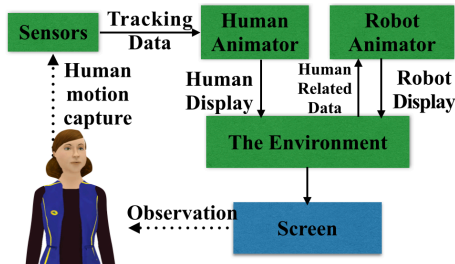 Sensors
Tracking
Data
Human
Animator
Robot
Animator
Human
motion
capture
Human
Display
Human
Related
Data
Robot
Display
The Environment
Observation
Screen